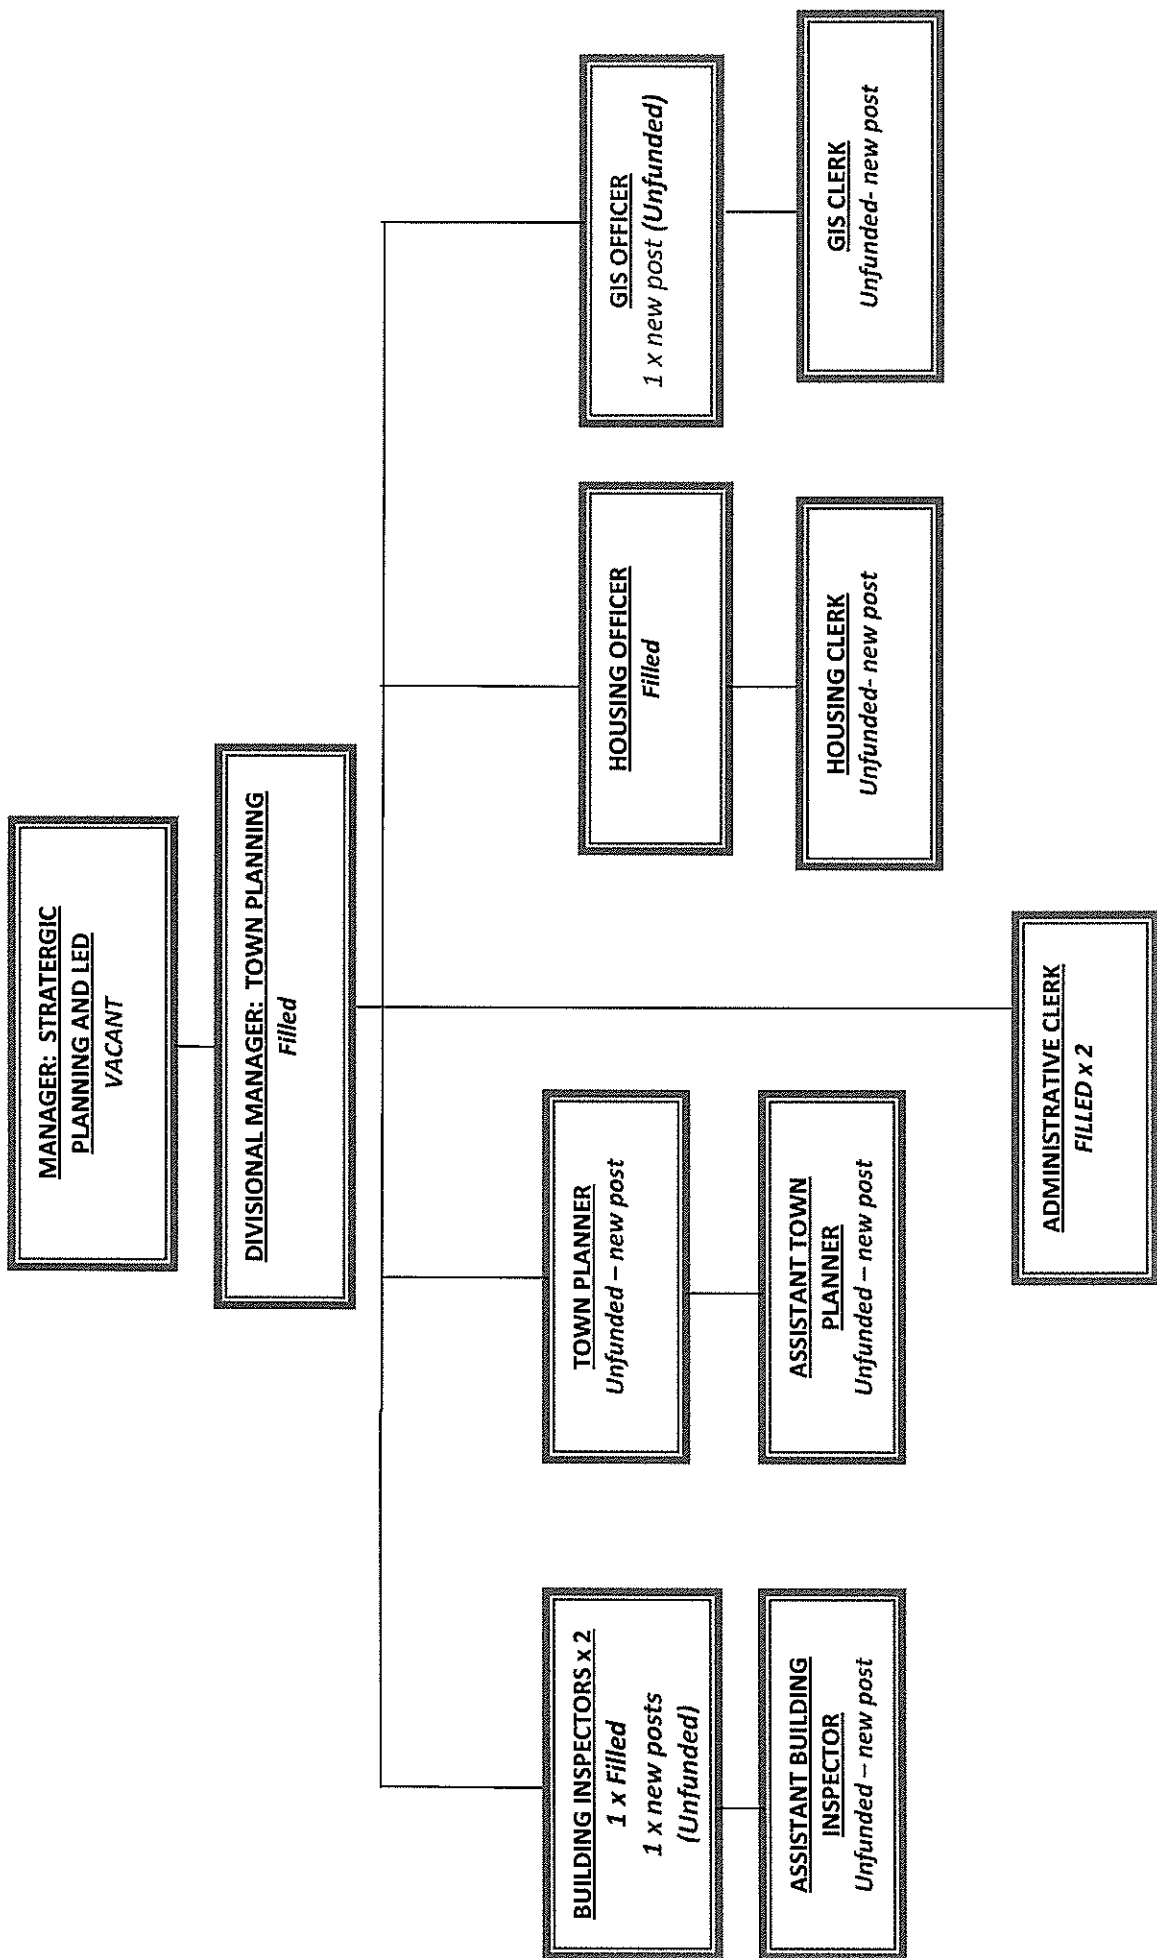 MANAGER: STRATERGIC
PLANNING AND LED
VACANT
DIVISIONAL MANAGER: TOWN PLANNING
Filled
BUILDING INSPECTORS x 2
1 x Filled
1 x new posts
(Unfunded)
TOWN PLANNER
Unfunded – new post
HOUSING OFFICER
Filled
GIS OFFICER
1 x new post (Unfunded)
ASSISTANT BUILDING
INSPECTOR
Unfunded – new post
ASSISTANT TOWN
PLANNER
Unfunded – new post
HOUSING CLERK
Unfunded- new post
GIS CLERK
Unfunded- new post
ADMINISTRATIVE CLERK
FILLED x 2